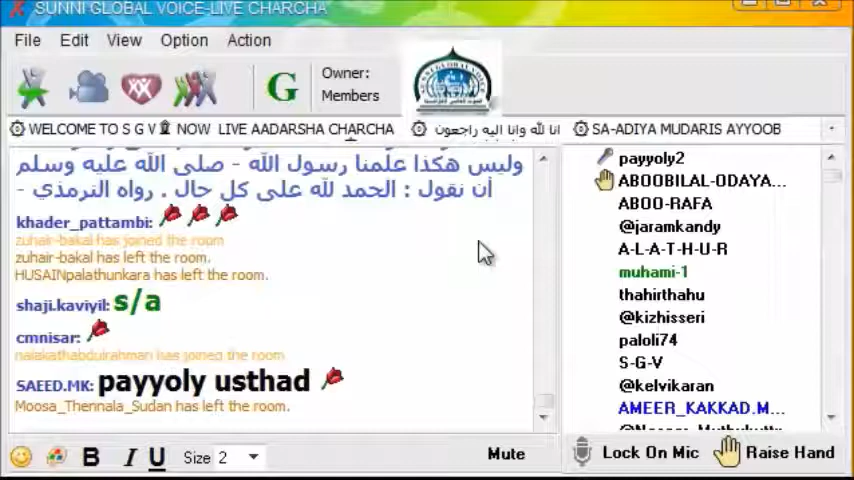 SUNNI GLOBAL VOICE-LIVE CHARCHA
File Edit View Option Action
G
Owner:
Members
WELCOME TO S G V NOW LIVE AADARSHA CHARCHA
انا لله وانا اليه راجعون
SA-ADIYA MUDARIS AYYOOB
وليس هكذا علمنا رسول الله - صلى الله عليه وسلم
أن نقول : الحمد لله على كل حال . رواه الترمذي -
khader_pattambi:
zuhair-bakal has joined the room
zuhair-bakal has left the room.
HUSAINpalathunkara has left the room.
shaji.kaviyil: s/a
cmnisar:
nalakathabdulrahman has joined the room
SAEED.MK: payyoly usthad
Moosa_Thennala_Sudan has left the room.
payyoly2
ABOOBILAL-ODAYA...
ABOO-RAFA
@jaramkandy
A-L-A-T-H-U-R
muhami-1
thahirthahu
@kizhisseri
paloli74
S-G-V
@kelvikaran
AMEER_KAKKAD.M...
B I U Size 2
Mute
Lock On Mic
Raise Hand